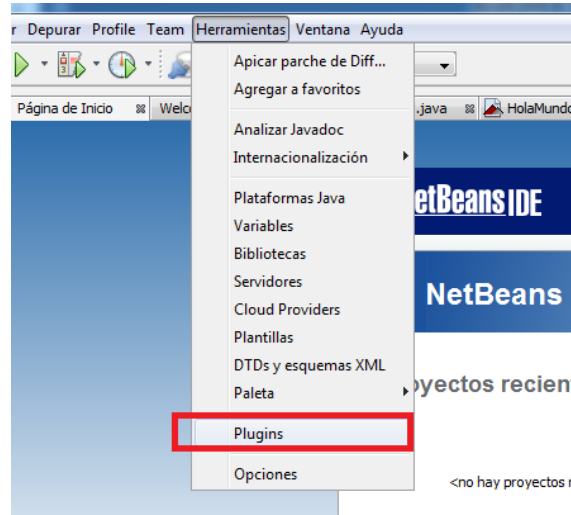 r Depurar Profile Team Herramientas Ventana Ayuda
Apicar parche de Diff...
Agregar a favoritos
Página de Inicio Welc .java HolaMundo
Analizar Javadoc
Internacionalización
Plataformas Java
etBeans IDE
Variables
Bibliotecas
Servidores
NetBeans
Cloud Providers
Plantillas
DTDs y esquemas XML
Paleta
oyectos recien
Plugins
Opciones
<no hay proyectos r